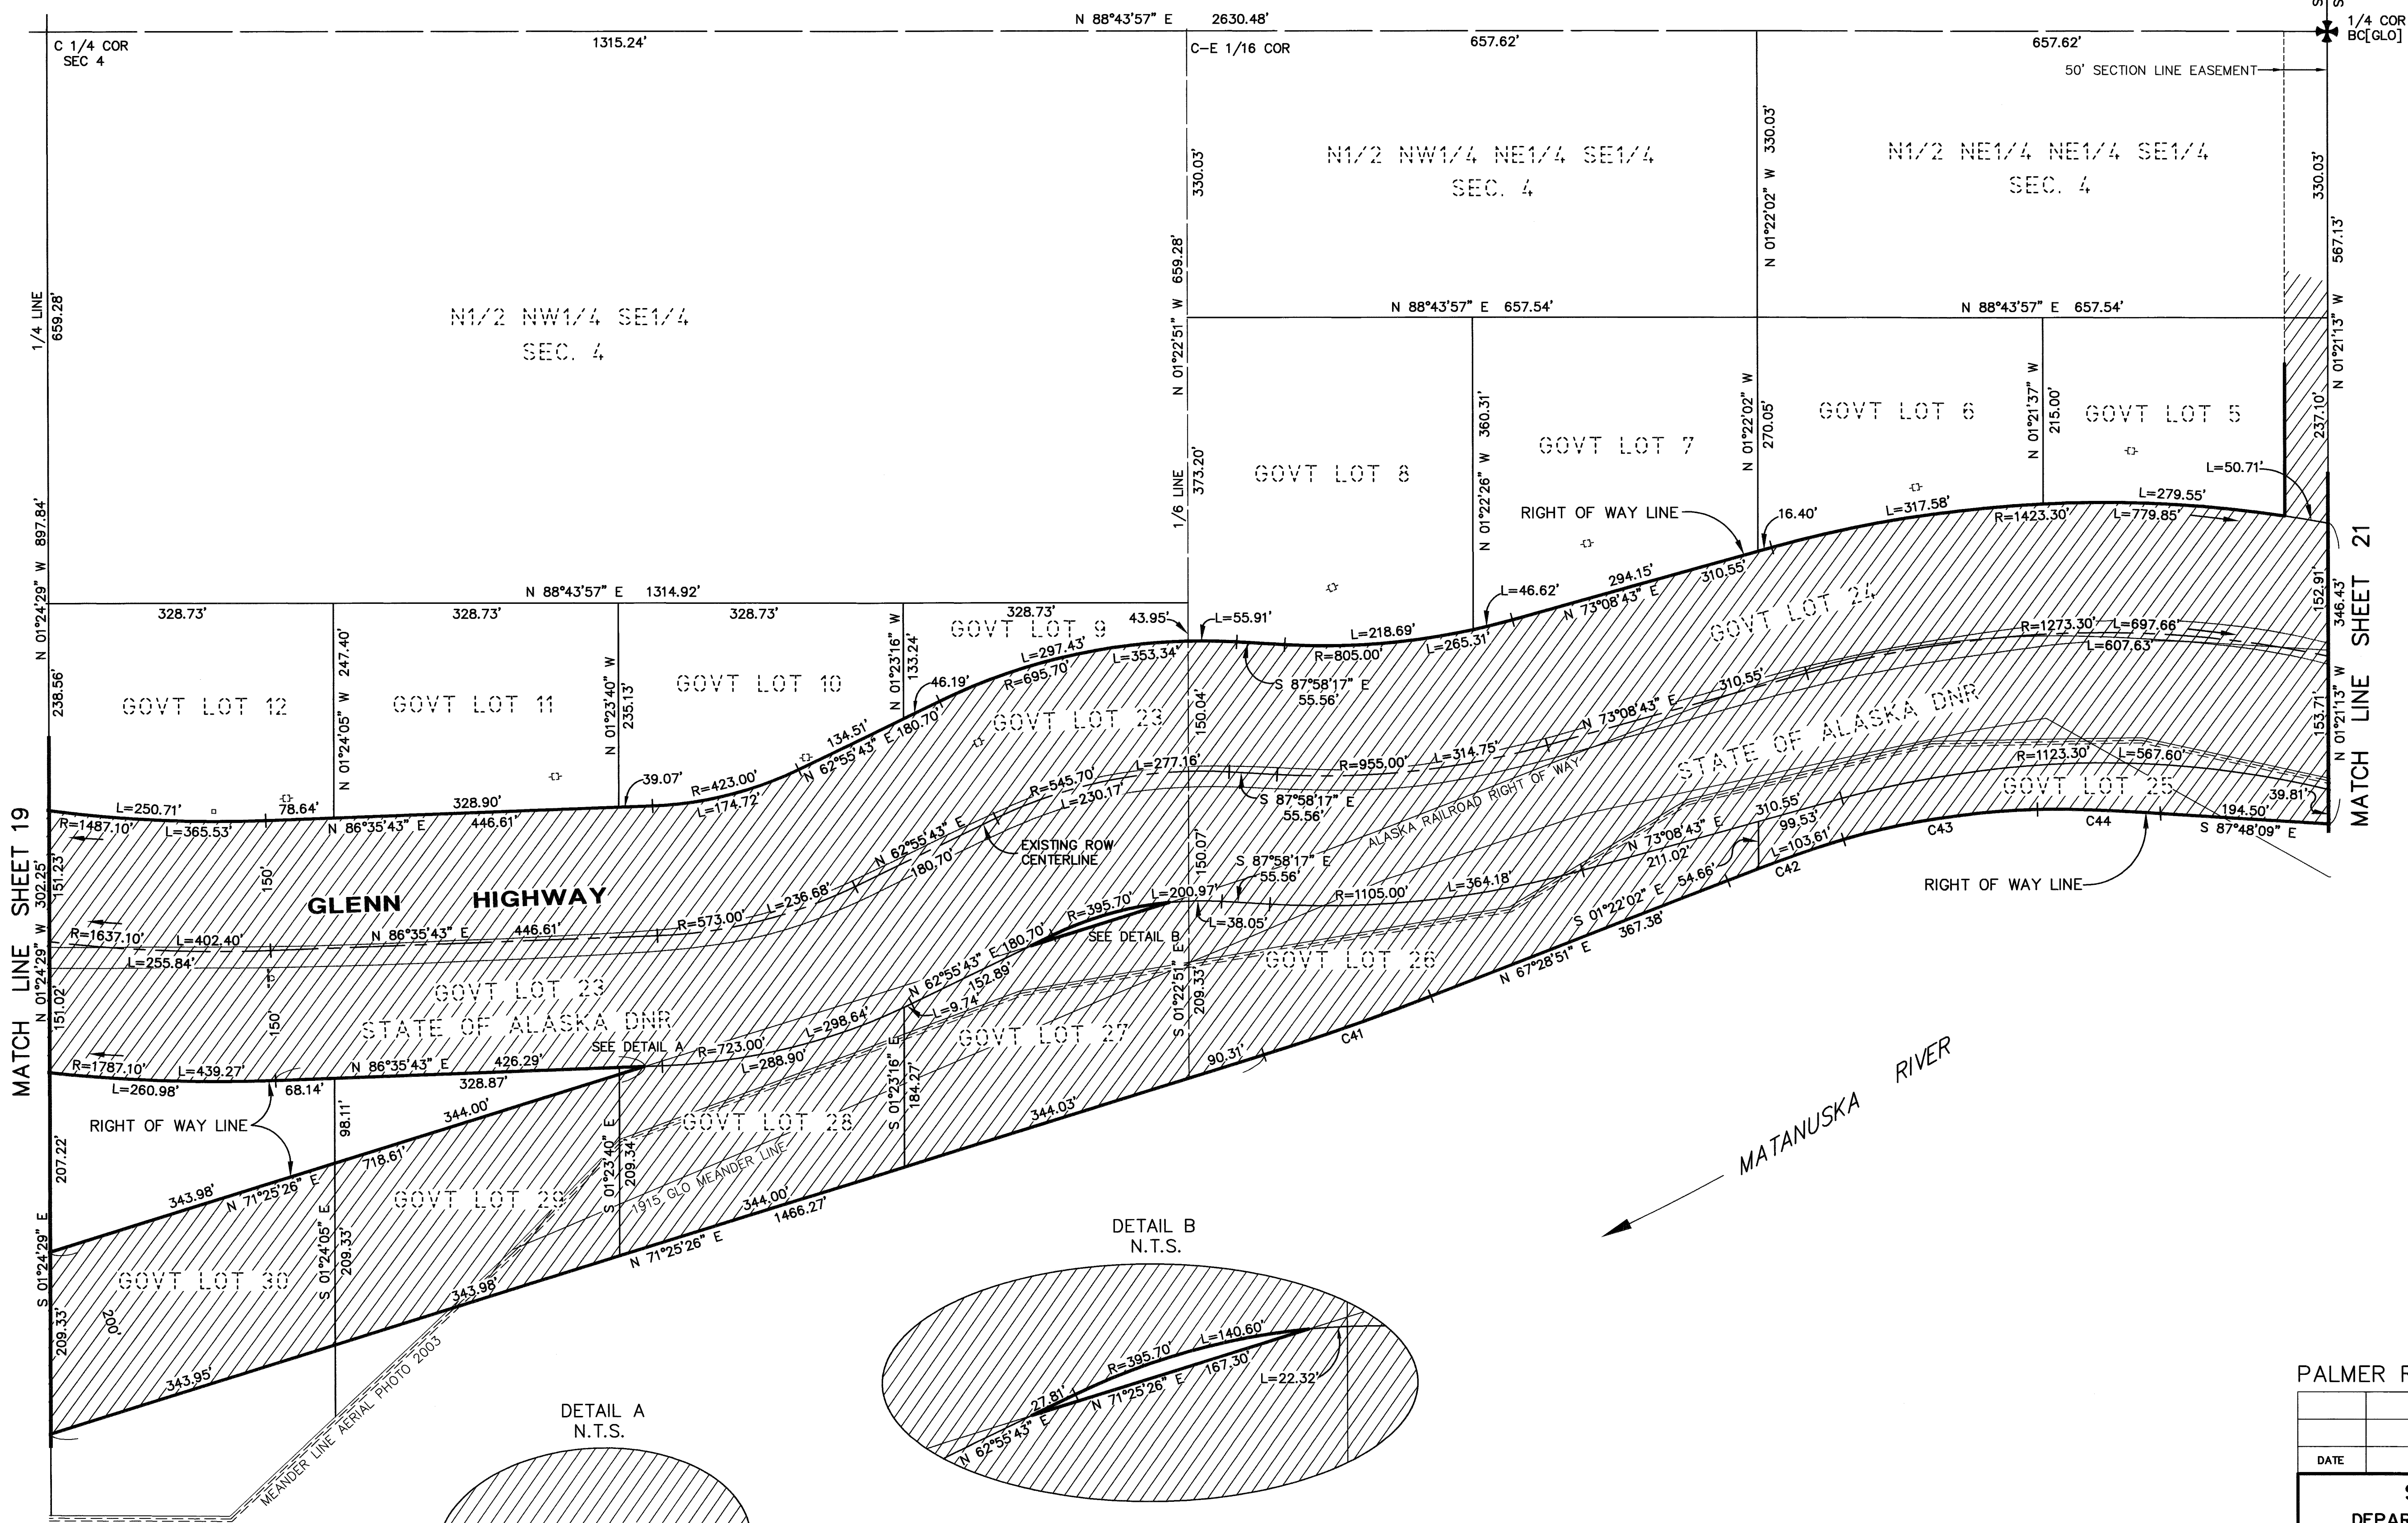 N 88°43'57" E 2630.48'
C 1/4 COR
SEC 4
1315.24'
C-E 1/16 COR
657.62'
657.62'
1/4 COR
BC[GLO]
50' SECTION LINE EASEMENT
N1/2 NW1/4 SE1/4
SEC. 4
N1/2 NW1/4 NE1/4 SE1/4
SEC. 4
N1/2 NE1/4 NE1/4 SE1/4
SEC. 4
1/4 LINE
659.28'
N 01°24'29" W 897.84'
238.56'
330.03'
N 01°22'51" W 659.28'
373.20'
1/6 LINE
N 01°22'02" W 330.03'
330.03'
567.13'
N 01°21'13" W
237.10'
N 88°43'57" E 657.54'
N 88°43'57" E 657.54'
N 01°22'26" W 360.31'
N 01°22'02" W
270.05'
N 01°21'37" W
215.00'
GOVT LOT 8
GOVT LOT 7
GOVT LOT 6
GOVT LOT 5
L=50.71'
RIGHT OF WAY LINE
16.40'
L=317.58'
R=1423.30'
L=279.55'
L=779.85'
N 88°43'57" E 1314.92'
328.73'
328.73'
328.73'
328.73'
43.95'
GOVT LOT 12
GOVT LOT 11
GOVT LOT 10
GOVT LOT 9
N 01°24'05" W 247.40'
N 01°23'40" W
235.13'
N 01°23'16" W
133.24'
46.19'
39.07'
L=250.71'
R=1487.10'
L=365.53'
78.64'
328.90'
N 86°35'43" E 446.61'
R=423.00'
L=174.72'
134.51'
N 62°55'43" E 180.70'
L=297.43'
R=695.70'
L=353.34'
L=55.91'
S 87°58'17" E
55.56'
L=218.69'
R=805.00'
L=265.31'
L=46.62'
294.15'
N 73°08'43" E
310.55'
GOVT LOT 23
GOVT LOT 24
150.04'
MATCH LINE SHEET 19
N 01°24'29" W 302.25'
151.23'
151.02'
150'
150'
GLENN HIGHWAY
R=1637.10'
L=402.40'
L=255.84'
N 86°35'43" E 446.61'
R=573.00'
L=236.68'
N 62°55'43" E
180.70'
R=545.70'
L=277.16'
L=230.17'
EXISTING ROW
CENTERLINE
S 87°58'17" E
55.56'
R=955.00'
L=314.75'
N 73°08'43" E
310.55'
R=1273.30'
L=697.66'
L=607.63'
ALASKA RAILROAD RIGHT OF WAY
STATE OF ALASKA DNR
GOVT LOT 25
R=1123.30'
L=567.60'
152.91'
346.43'
153.71'
N 01°21'13" W
39.81'
MATCH LINE SHEET 21
GOVT LOT 23
STATE OF ALASKA DNR
SEE DETAIL A
R=1787.10'
L=439.27'
L=260.98'
68.14'
N 86°35'43" E 426.29'
328.87'
R=723.00'
L=298.64'
L=288.90'
N 62°55'43" E 180.70'
152.89'
L=9.74'
R=395.70'
L=200.97'
SEE DETAIL B
150.07'
S 87°58'17" E
55.56'
L=38.05'
R=1105.00'
L=364.18'
N 73°08'43" E
310.55'
211.02'
99.53'
L=103.61'
S 01°22'02" E 54.66'
C42
C43
C44
194.50'
S 87°48'09" E
RIGHT OF WAY LINE
GOVT LOT 26
GOVT LOT 27
GOVT LOT 28
GOVT LOT 29
GOVT LOT 30
S 01°22'51" E
209.33'
S 01°23'16" E
184.27'
S 01°23'40" E
209.34'
S 01°24'05" E
209.33'
98.11'
N 67°28'51" E 367.38'
C41
90.31'
344.03'
344.00'
1466.27'
N 71°25'26" E
343.98'
343.95'
RIGHT OF WAY LINE
344.00'
718.61'
343.98'
N 71°25'26" E
207.22'
S 01°24'29" E
209.33'
200'
1915 GLO MEANDER LINE
MEANDER LINE AERIAL PHOTO 2003
MATANUSKA RIVER
DETAIL B
N.T.S.
R=395.70'
L=140.60'
27.81'
167.30'
N 71°25'26" E
N 62°55'43" E
L=22.32'
DETAIL A
N.T.S.
PALMER
DATE